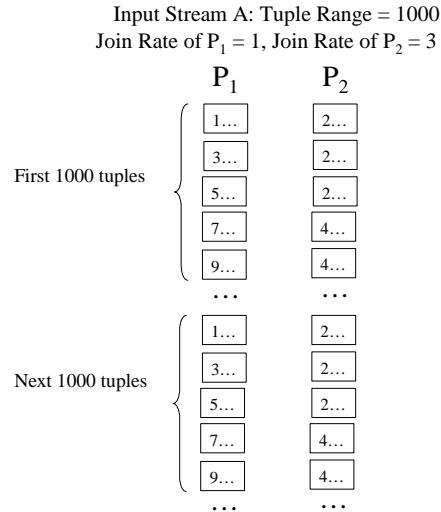 Input Stream A: Tuple Range = 1000
Join Rate of P1 = 1, Join Rate of P2 = 3
P1 P2
1... 2...
3... 2...
First 1000 tuples
5... 2...
7... 4...
9... 4...
... ...
1... 2...
3... 2...
Next 1000 tuples
5... 2...
7... 4...
9... 4...
... ...